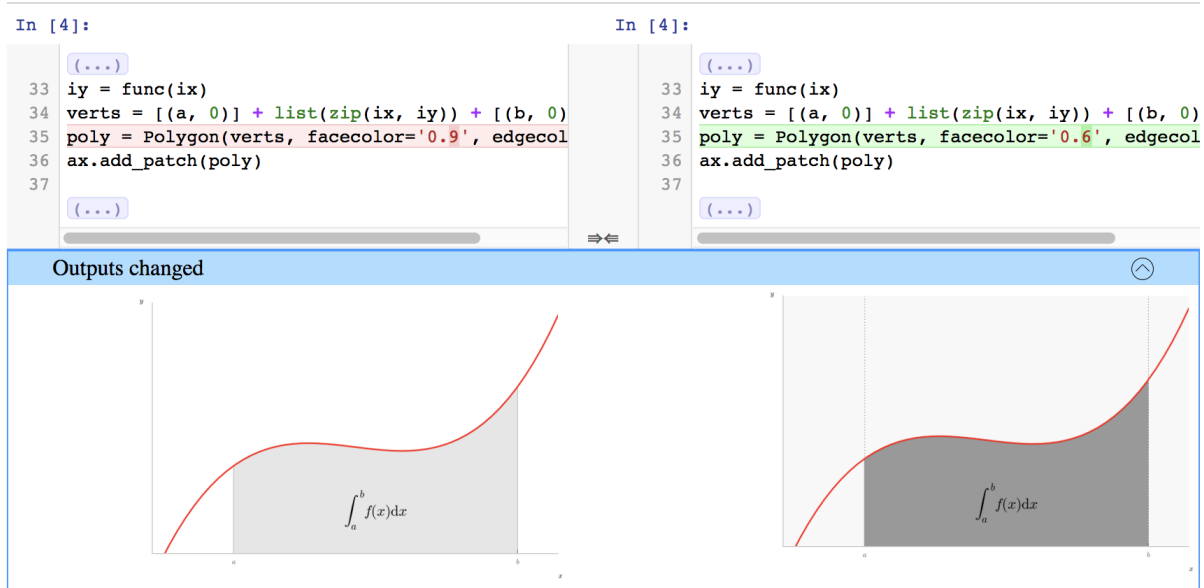 In [4]:
(...)
33 iy = func(ix)
34 verts = [(a, 0)] + list(zip(ix, iy)) + [(b, 0)
35 poly = Polygon(verts, facecolor='0.9', edgecol
36 ax.add_patch(poly)
37
(...)
In [4]:
(...)
33 iy = func(ix)
34 verts = [(a, 0)] + list(zip(ix, iy)) + [(b, 0)
35 poly = Polygon(verts, facecolor='0.6', edgecol
36 ax.add_patch(poly)
37
(...)
Outputs changed
y
∫_a^b f(x)dx
a b
x
y
∫_a^b f(x)dx
a b
x